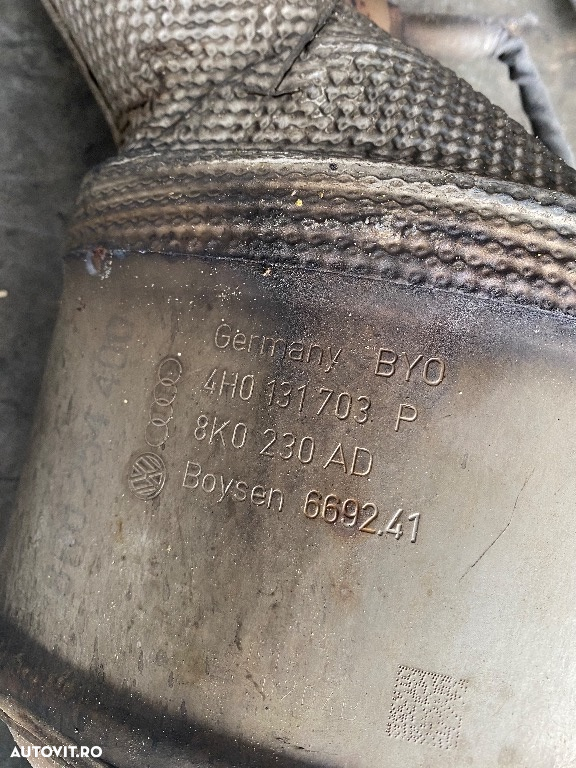 Germany BYO
4H0 131 703 P
8K0 230 AD
Boysen 6692.41
AUTOVIT.RO